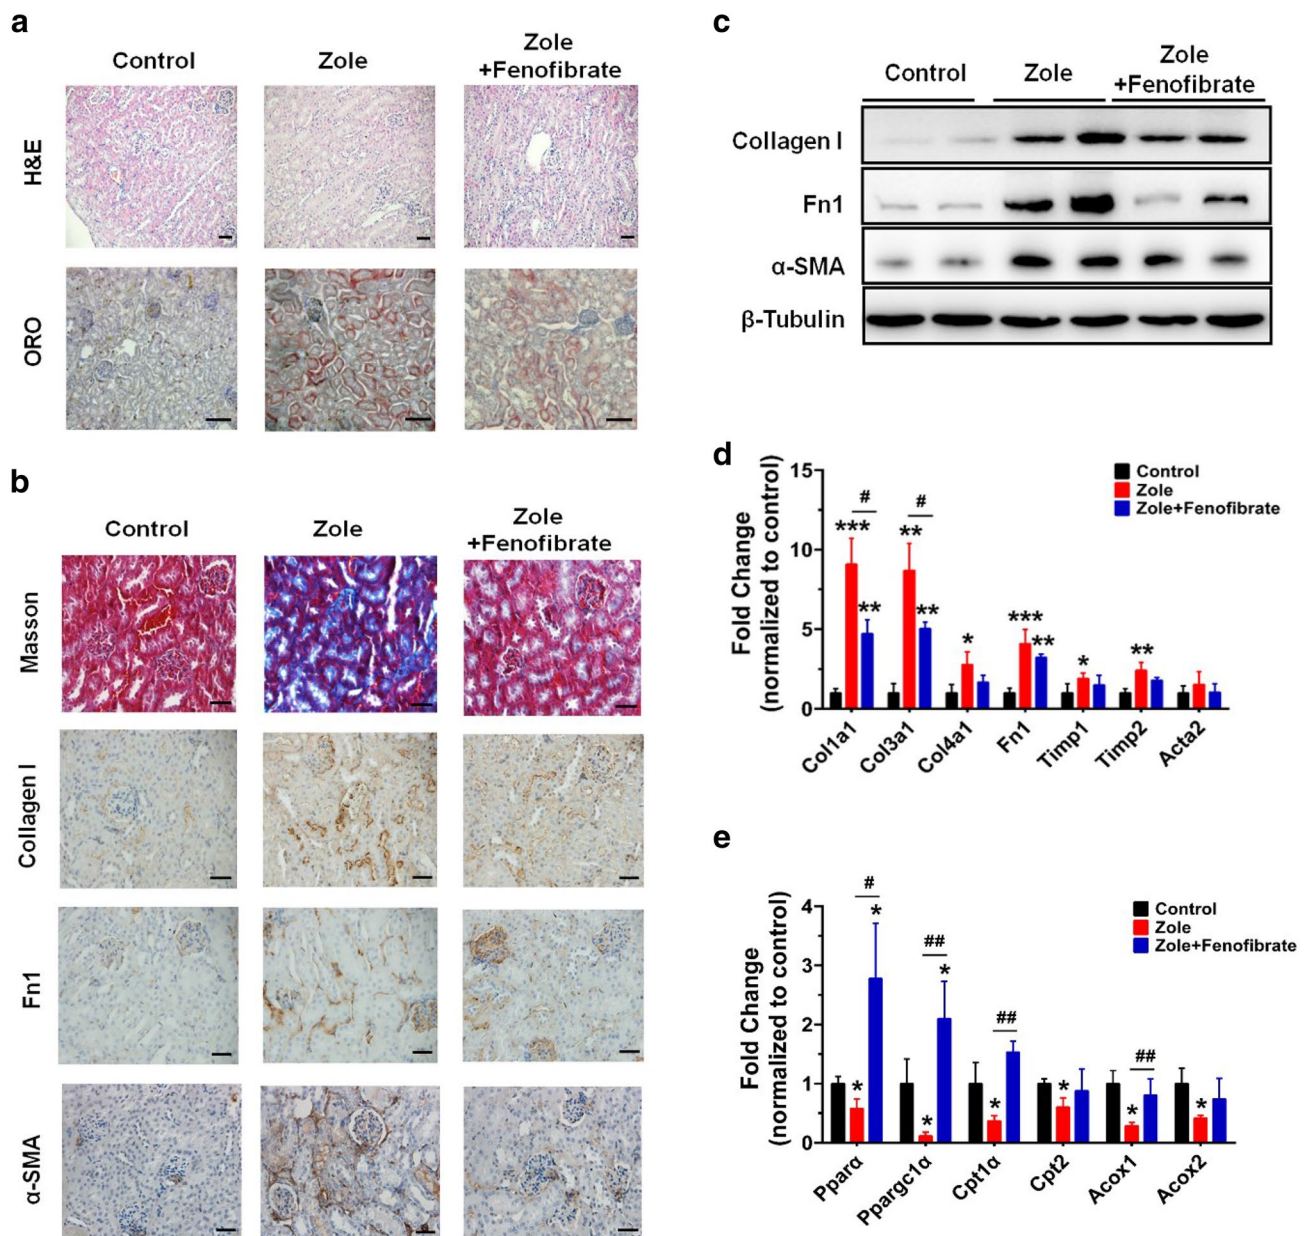 a
Control
Zole
Zole
+Fenofibrate
H&E
ORO
b
Control
Zole
Zole
+Fenofibrate
Masson
Collagen I
Fn1
α-SMA
c
Control
Zole
Zole
+Fenofibrate
Collagen I
Fn1
α-SMA
β-Tubulin
d
Fold Change
(normalized to control)
15
10
5
0
Control
Zole
Zole+Fenofibrate
# #
*** ** ** ** * *** ** * **
Col1a1
Col3a1
Col4a1
Fn1
Timp1
Timp2
Acta2
e
Fold Change
(normalized to control)
4
3
2
1
0
Control
Zole
Zole+Fenofibrate
# ## ## ##
* * * * * * * *
Pparα
Ppargc1α
Cpt1α
Cpt2
Acox1
Acox2